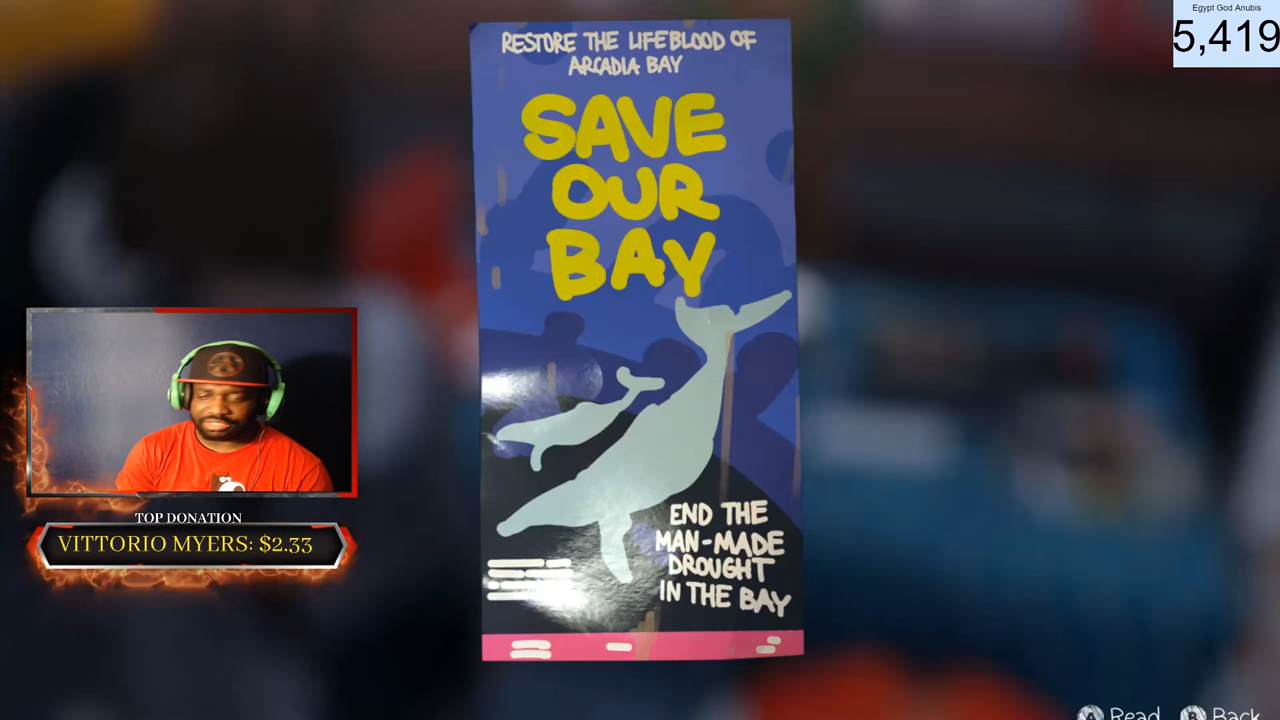 Egypt God Anubis
5,419
RESTORE THE LIFEBLOOD OF
ARCADIA BAY
SAVE
OUR
BAY
END THE
MAN-MADE
DROUGHT
IN THE BAY
TOP DONATION
VITTORIO MYERS: $2.33
A Read B Back